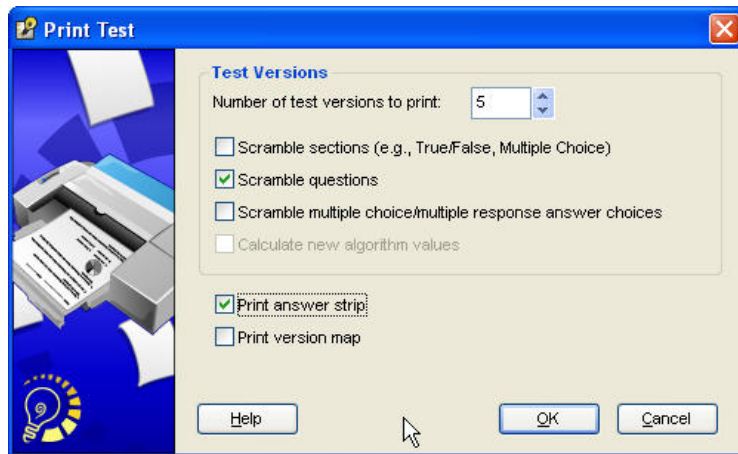 Print Test
Test Versions
Number of test versions to print: 5
Scramble sections (e.g., True/False, Multiple Choice)
Scramble questions
Scramble multiple choice/multiple response answer choices
Calculate new algorithm values
Print answer strip
Print version map
Help OK Cancel